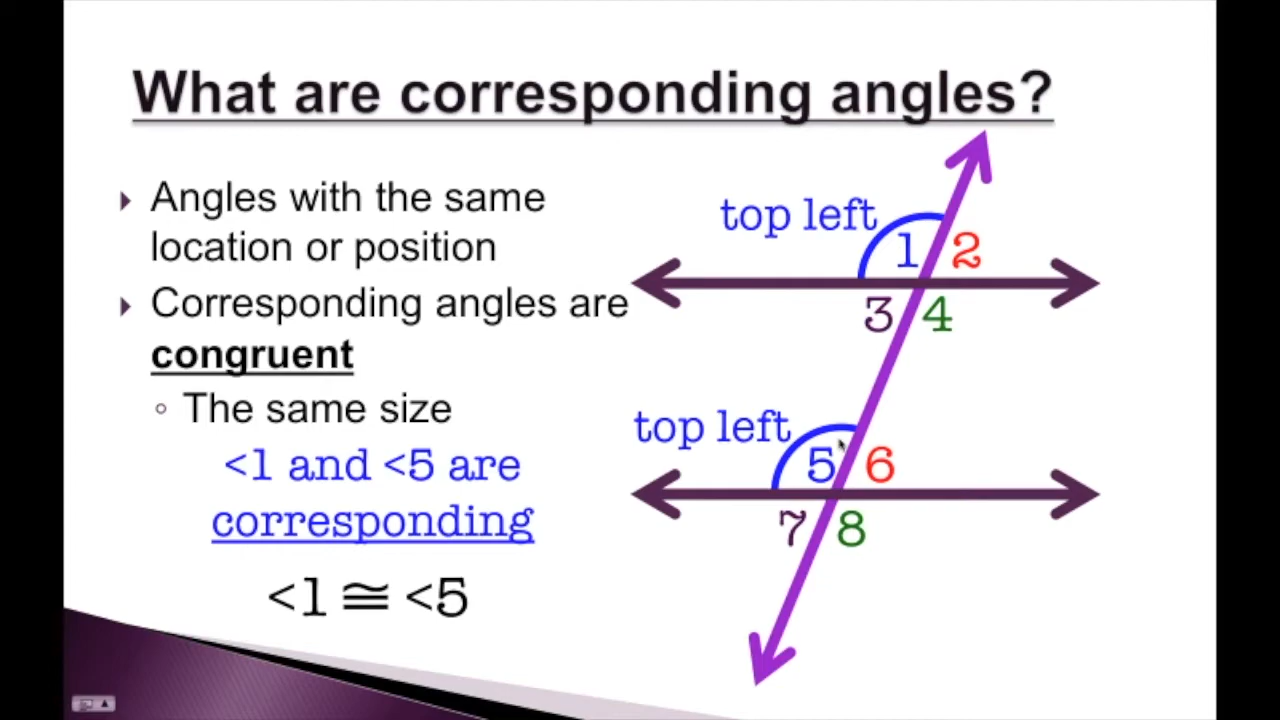 What are corresponding angles?
Angles with the same
location or position
Corresponding angles are
congruent
The same size
<1 and <5 are
corresponding
<1 ≅ <5
top left
1 2
3 4
top left
5 6
7 8